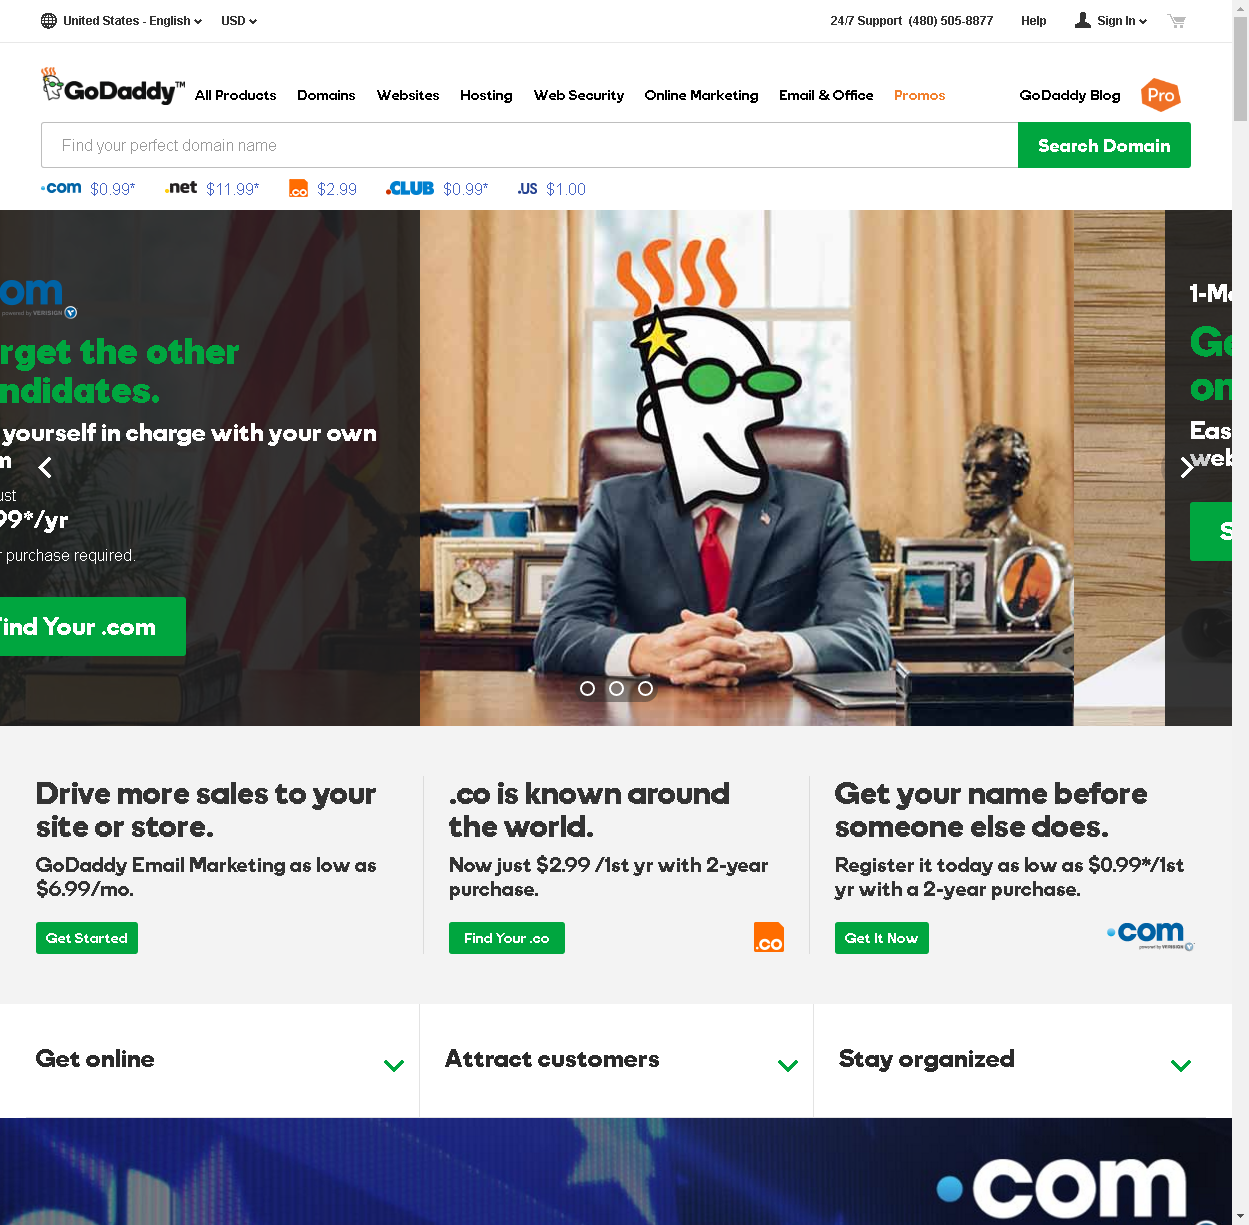 United States - English USD 24/7 Support (480) 505-8877 Help Sign In
GoDaddy™ All Products Domains Websites Hosting Web Security Online Marketing Email & Office Promos GoDaddy Blog Pro
Find your perfect domain name Search Domain
.com $0.99* .net $11.99* .co $2.99 .CLUB $0.99* .US $1.00
om
powered by VERISIGN
rget the other
ndidates.
yourself in charge with your own
m
ust
99*/yr
r purchase required.
Find Your .com
1-Mo
Ge
on
Eas
web
S
Drive more sales to your
site or store.
GoDaddy Email Marketing as low as
$6.99/mo.
Get Started
.co is known around
the world.
Now just $2.99 /1st yr with 2-year
purchase.
Find Your .co
.co
Get your name before
someone else does.
Register it today as low as $0.99*/1st
yr with a 2-year purchase.
Get It Now
.com
powered by VERISIGN
Get online Attract customers Stay organized
.com